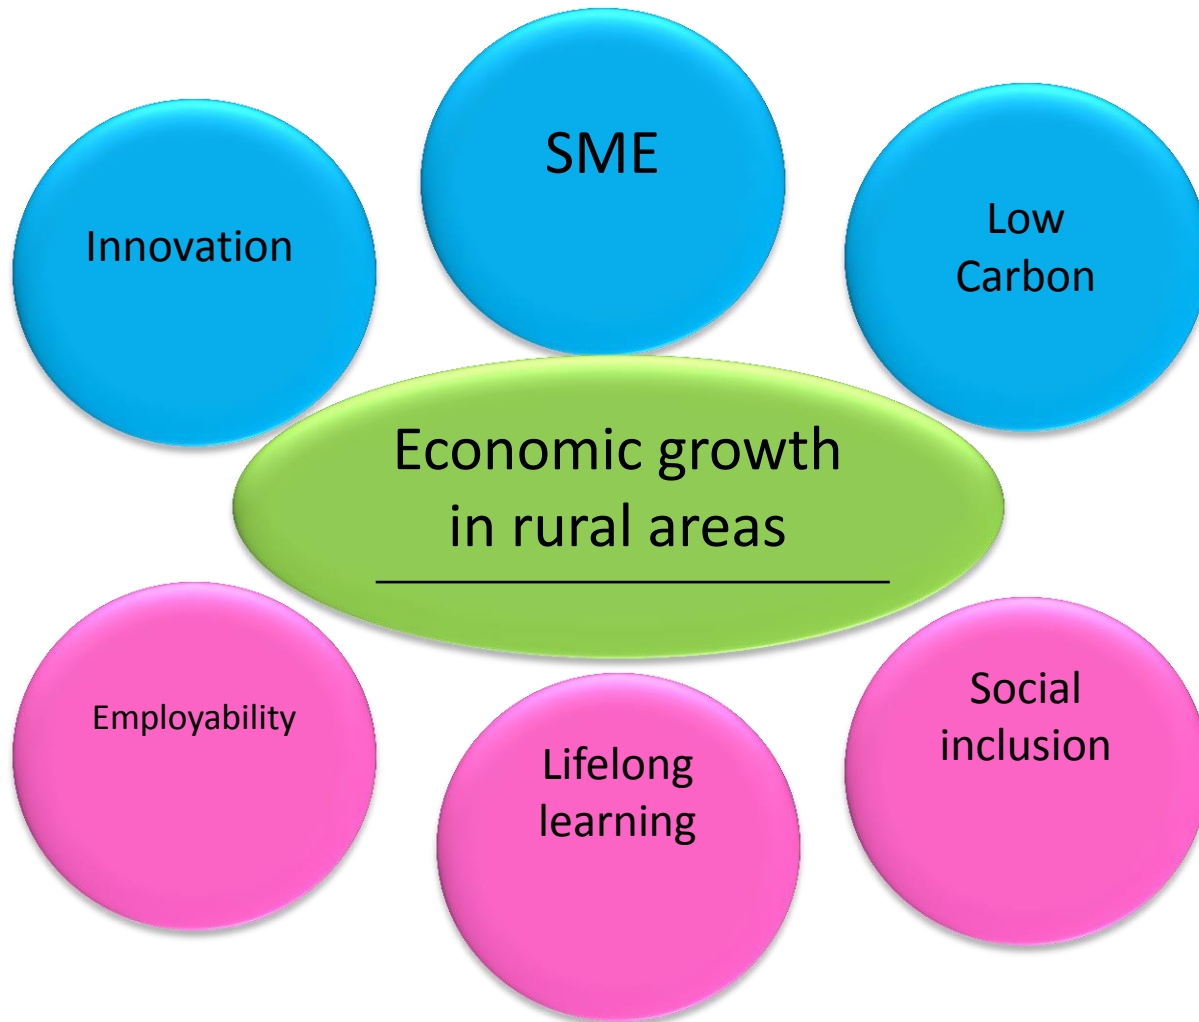 SME
Innovation
Low
Carbon
Economic growth
in rural areas
Employability
Social
inclusion
Lifelong
learning